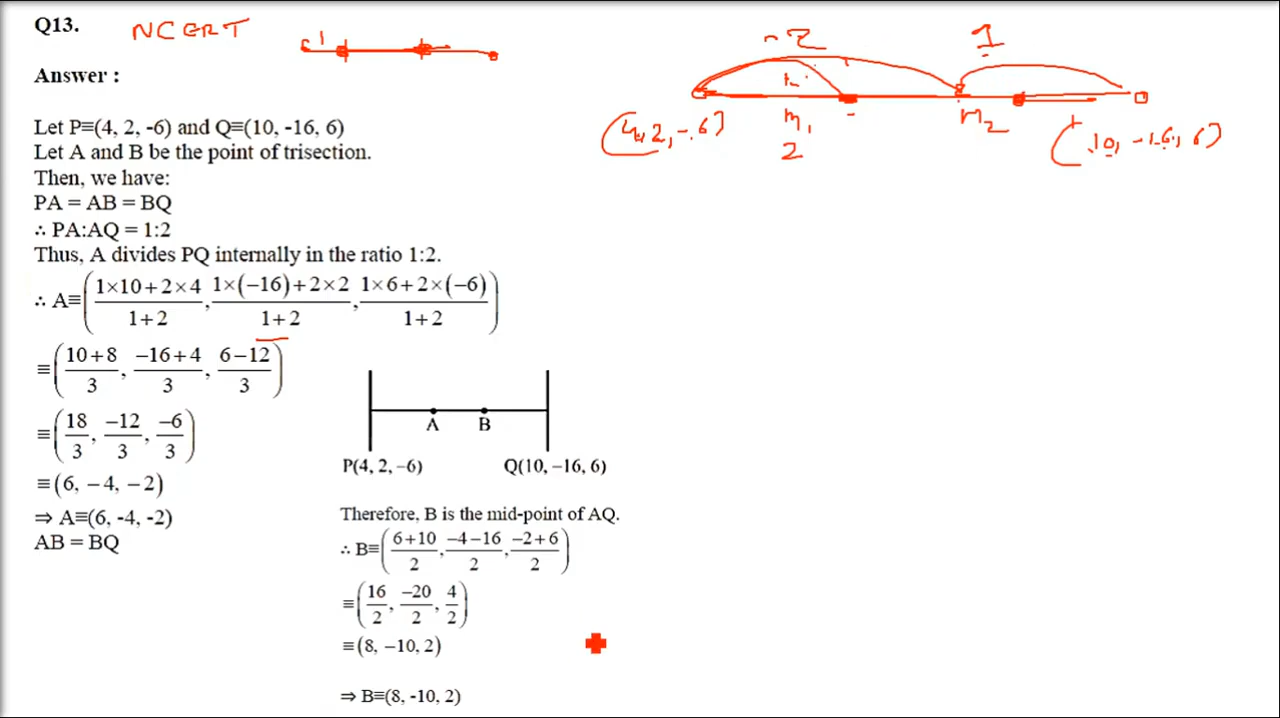 Q13. NCERT
Answer :
Let P≡(4, 2, -6) and Q≡(10, -16, 6)
Let A and B be the point of trisection.
Then, we have:
PA = AB = BQ
∴ PA:AQ = 1:2
Thus, A divides PQ internally in the ratio 1:2.
∴ A≡((1×10+2×4)/(1+2), (1×(−16)+2×2)/(1+2), (1×6+2×(−6))/(1+2))
≡((10+8)/3, (−16+4)/3, (6−12)/3)
≡(18/3, −12/3, −6/3)
≡(6, −4, −2)
⇒ A≡(6, -4, -2)
AB = BQ
A B
P(4, 2, −6) Q(10, −16, 6)
Therefore, B is the mid-point of AQ.
∴ B≡((6+10)/2, (−4−16)/2, (−2+6)/2)
≡(16/2, −20/2, 4/2)
≡(8, −10, 2)
⇒ B≡(8, -10, 2)
1
2 1
(4, 2, -6) m1 m2 (10, -16, 6)
2